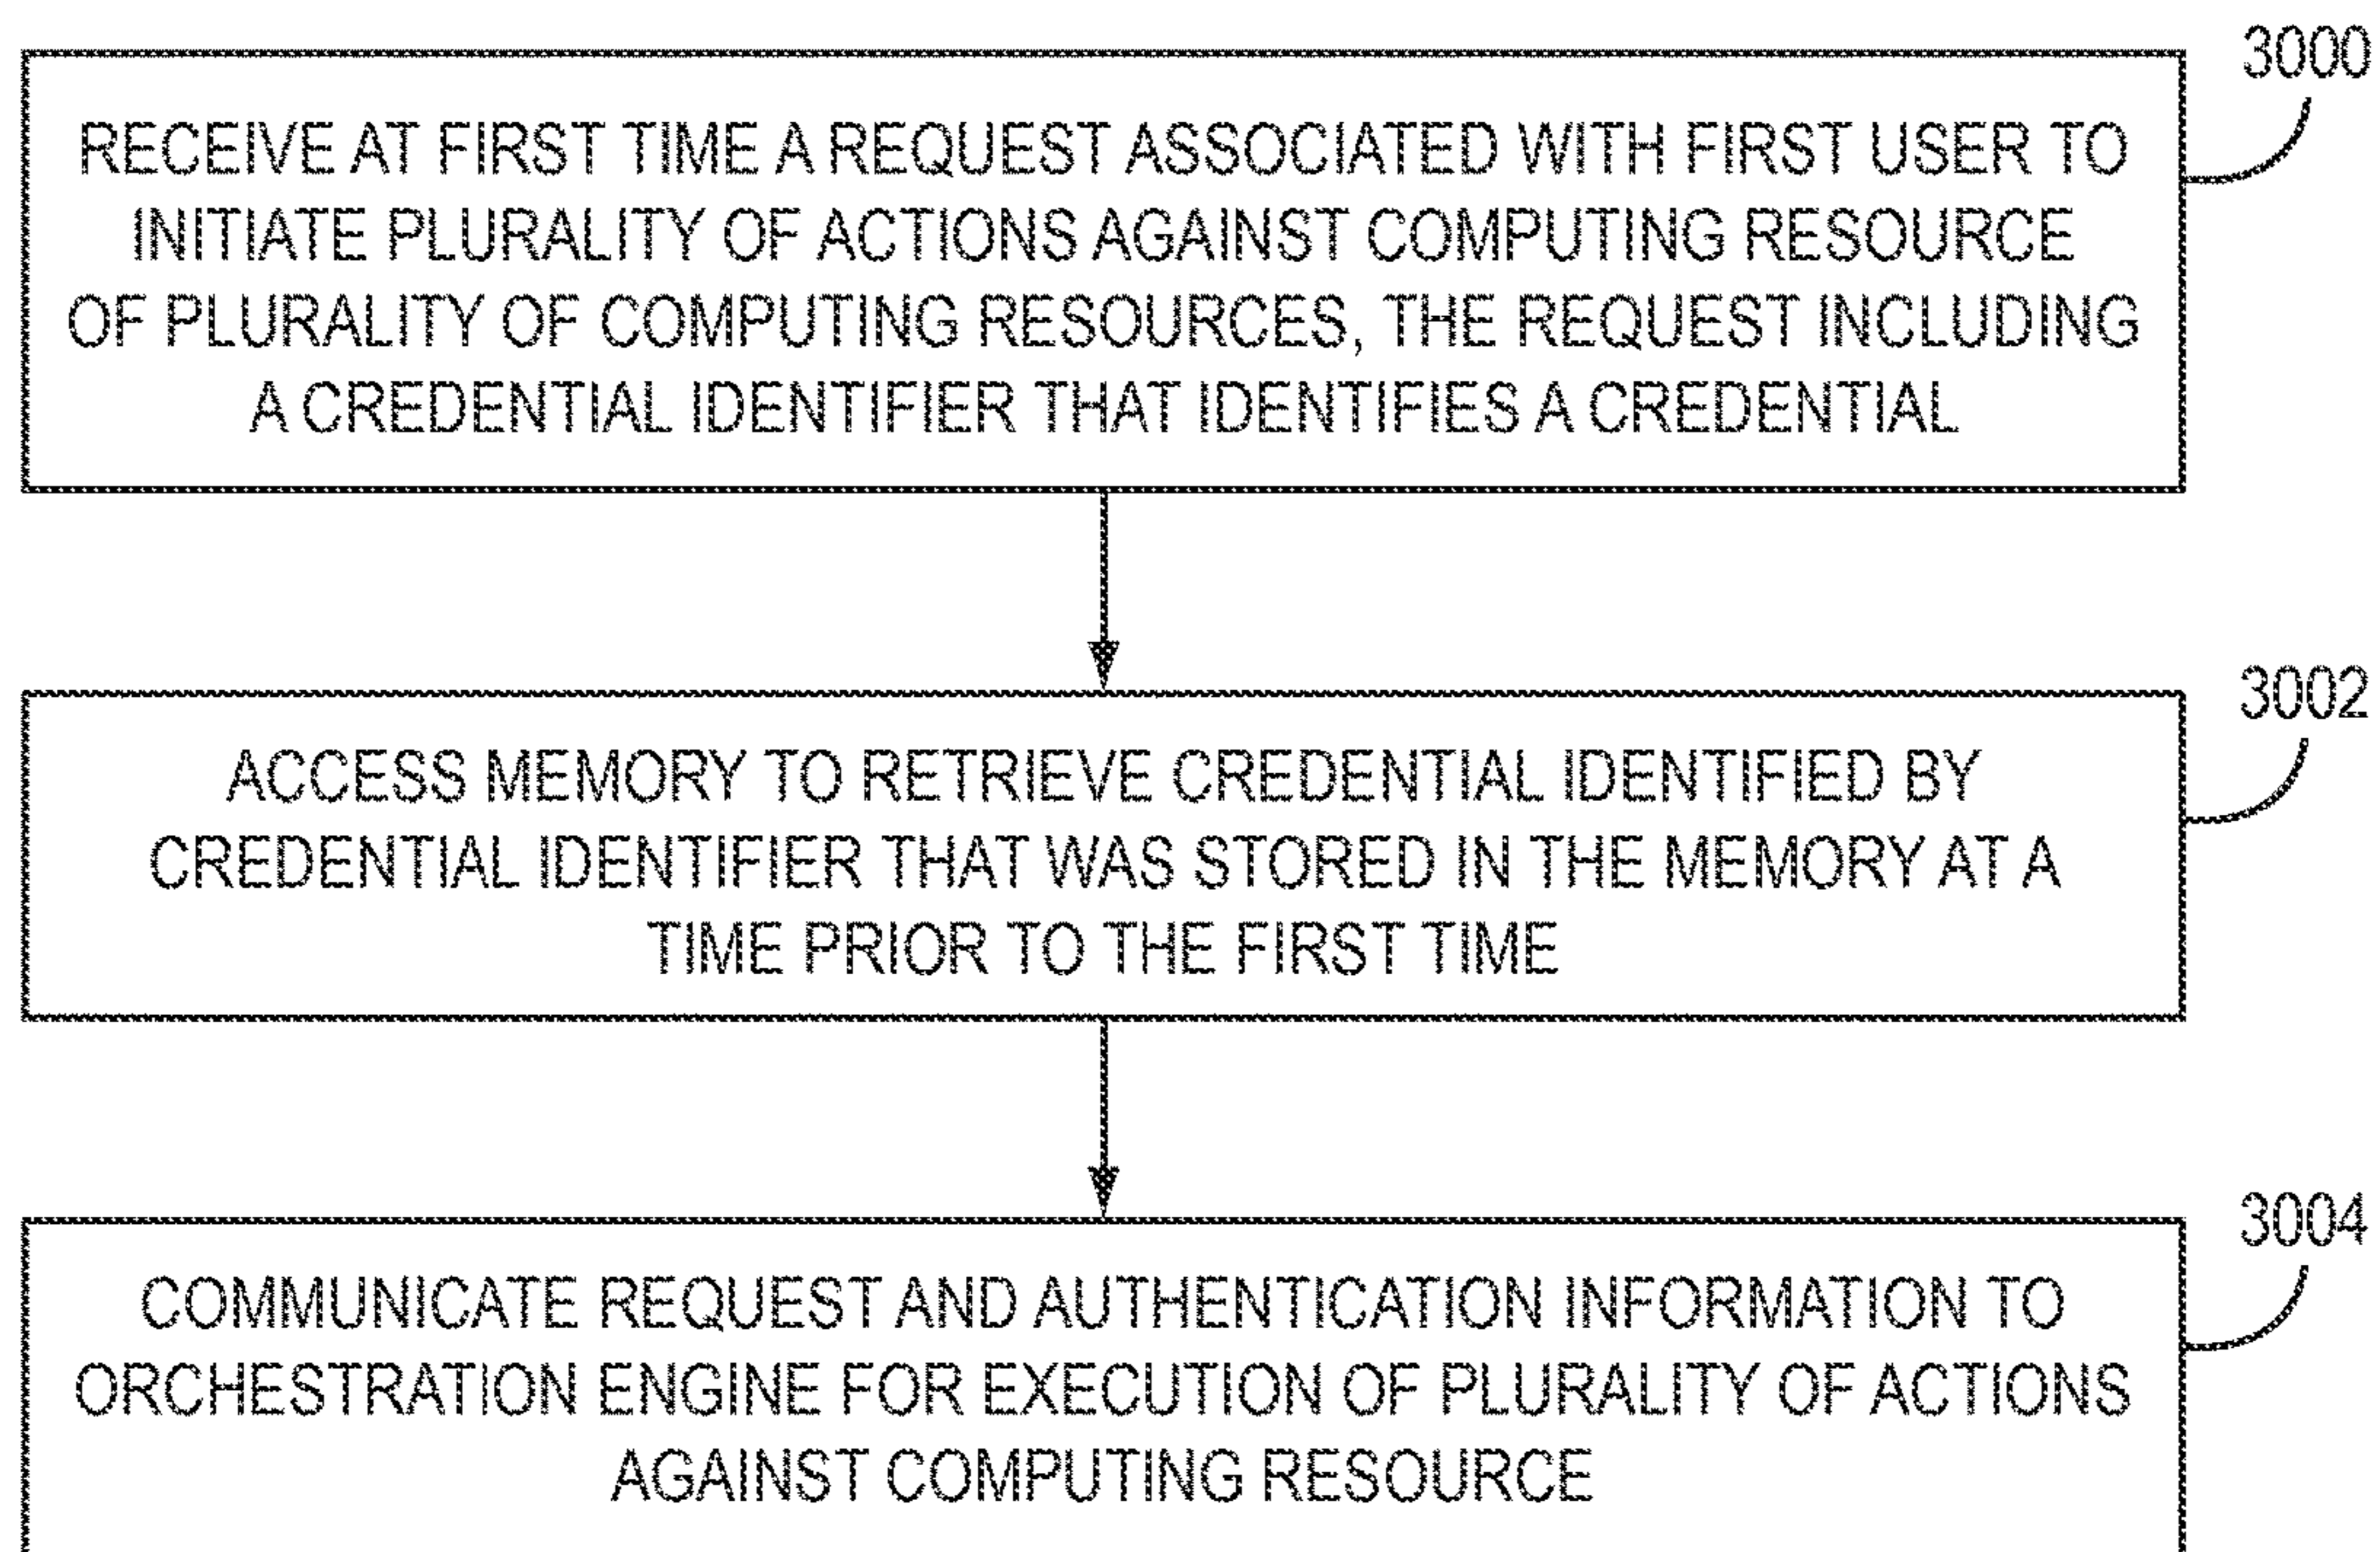 3000
RECEIVE AT FIRST TIME A REQUEST ASSOCIATED WITH FIRST USER TO
INITIATE PLURALITY OF ACTIONS AGAINST COMPUTING RESOURCE
OF PLURALITY OF COMPUTING RESOURCES, THE REQUEST INCLUDING
A CREDENTIAL IDENTIFIER THAT IDENTIFIES A CREDENTIAL
3002
ACCESS MEMORY TO RETRIEVE CREDENTIAL IDENTIFIED BY
CREDENTIAL IDENTIFIER THAT WAS STORED IN THE MEMORY AT A
TIME PRIOR TO THE FIRST TIME
3004
COMMUNICATE REQUEST AND AUTHENTICATION INFORMATION TO
ORCHESTRATION ENGINE FOR EXECUTION OF PLURALITY OF ACTIONS
AGAINST COMPUTING RESOURCE